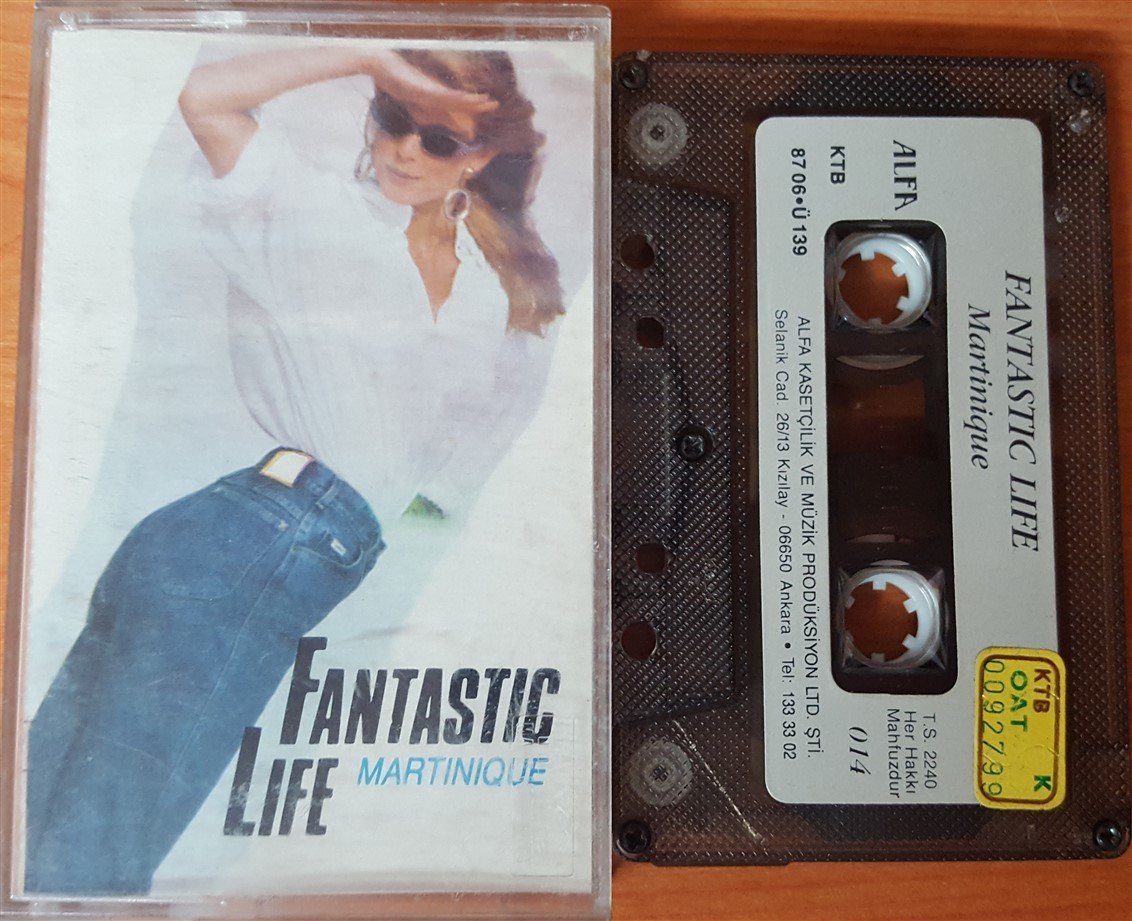 FANTASTIC
LIFE
MARTINIQUE
FANTASTIC LIFE
Martinique
ALFA
KTB
87 06 • Ü 139
ALFA KASETÇİLİK VE MÜZİK PRODÜKSİYON LTD. ŞTİ.
Selanik Cad. 26/13 Kızılay - 06650 Ankara • Tel: 133 33 02
014
T.S. 2240
Her Hakkı
Mahfuzdur
KTB K
OAT
0092799